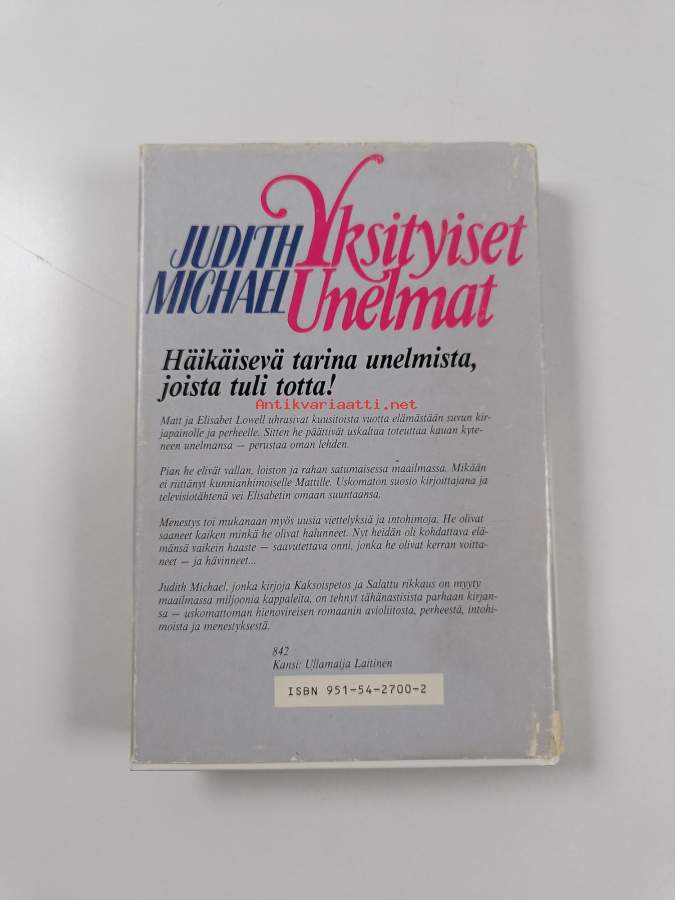 JUDITH
MICHAEL
Yksityiset
Unelmat
Häikäisevä tarina unelmista,
joista tuli totta!
Antikvariaatti.net
Matt ja Elisabet Lowell uhrasivat kuusitoista vuotta elämästään suvun kir-
japainolle ja perheelle. Sitten he päättivät uskaltaa toteuttaa kauan kyte-
neen unelmansa — perustaa oman lehden.
Pian he elivät vallan, loiston ja rahan satumaisessa maailmassa. Mikään
ei riittänyt kunnianhimoiselle Mattille. Uskomaton suosio kirjoittajana ja
televisiotähtenä vei Elisabetin omaan suuntaansa.
Menestys toi mukanaan myös uusia viettelyksiä ja intohimoja. He olivat
saaneet kaiken minkä he olivat halunneet. Nyt heidän oli kohdattava elä-
mänsä vaikein haaste — saavutettava onni, jonka he olivat kerran voitta-
neet — ja hävinneet...
Judith Michael, jonka kirjoja Kaksoispetos ja Salattu rikkaus on myyty
maailmassa miljoonia kappaleita, on tehnyt tähänastisista parhaan kirjan-
sa — uskomattoman hienovireisen romaanin avioliitosta, perheestä, intohi-
moista ja menestyksestä.
842
Kansi: Ullamaija Laitinen
ISBN 951-54-2700-2